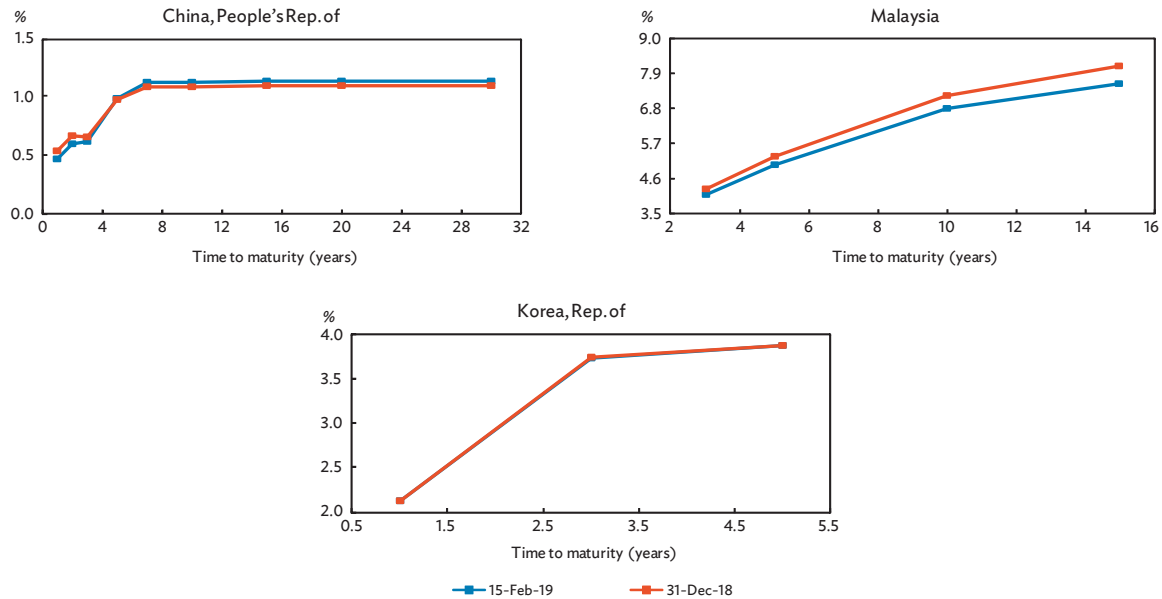 China, People's Rep. of
%
1.5
1.0
0.5
0.0
0 4 8 12 16 20 24 28 32
Time to maturity (years)
Malaysia
%
9.0
7.9
6.8
5.7
4.6
3.5
2 4 6 8 10 12 14 16
Time to maturity (years)
Korea, Rep. of
%
4.0
3.5
3.0
2.5
2.0
0.5 1.5 2.5 3.5 4.5 5.5
Time to maturity (years)
15-Feb-19 31-Dec-18